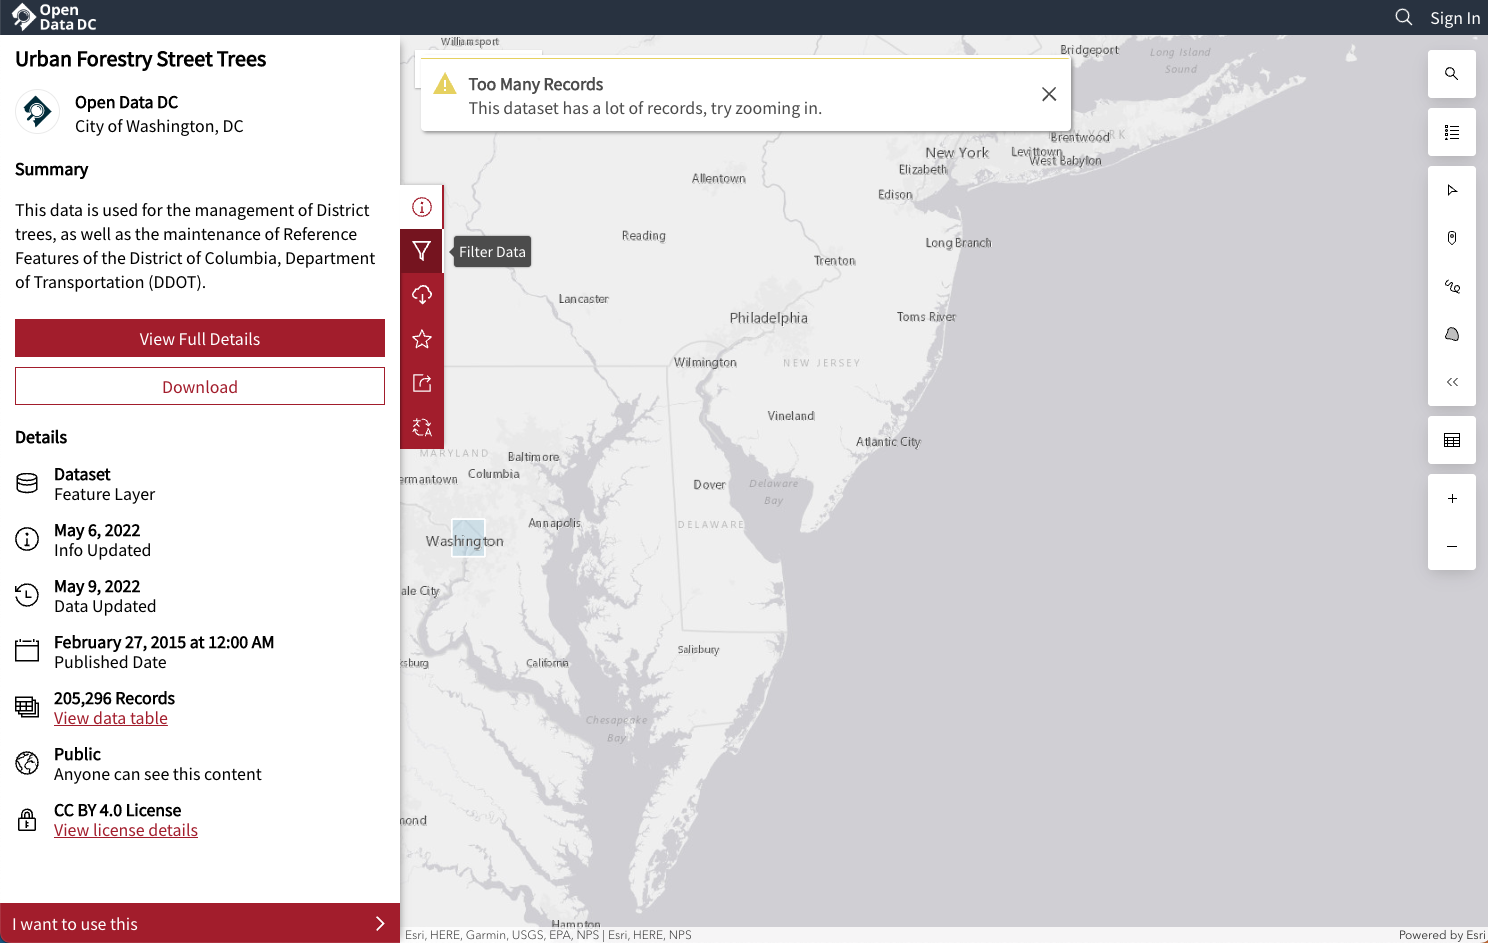 Open
Data DC
Sign In
Urban Forestry Street Trees
Open Data DC
City of Washington, DC
Summary
This data is used for the management of District
trees, as well as the maintenance of Reference
Features of the District of Columbia, Department
of Transportation (DDOT).
View Full Details
Download
Details
Dataset
Feature Layer
May 6, 2022
Info Updated
May 9, 2022
Data Updated
February 27, 2015 at 12:00 AM
Published Date
205,296 Records
View data table
Public
Anyone can see this content
CC BY 4.0 License
View license details
I want to use this
Filter Data
Too Many Records
This dataset has a lot of records, try zooming in.
Williamsport
Bridgeport
Long Island
Sound
YORK
Brentwood
New York
Levittown
West Babylon
Elizabeth
Allentown
Edison
Reading
Long Branch
Trenton
Lancaster
Philadelphia
Toms River
Wilmington
NEW JERSEY
Vineland
Atlantic City
MARYLAND
Baltimore
Columbia
ermantown
Dover
Delaware
Bay
Annapolis
DELAWARE
Washington
ale City
Salisbury
ksburg
California
Chesapeake
Bay
mond
Hampton
Esri, HERE, Garmin, USGS, EPA, NPS | Esri, HERE, NPS
Powered by Esri